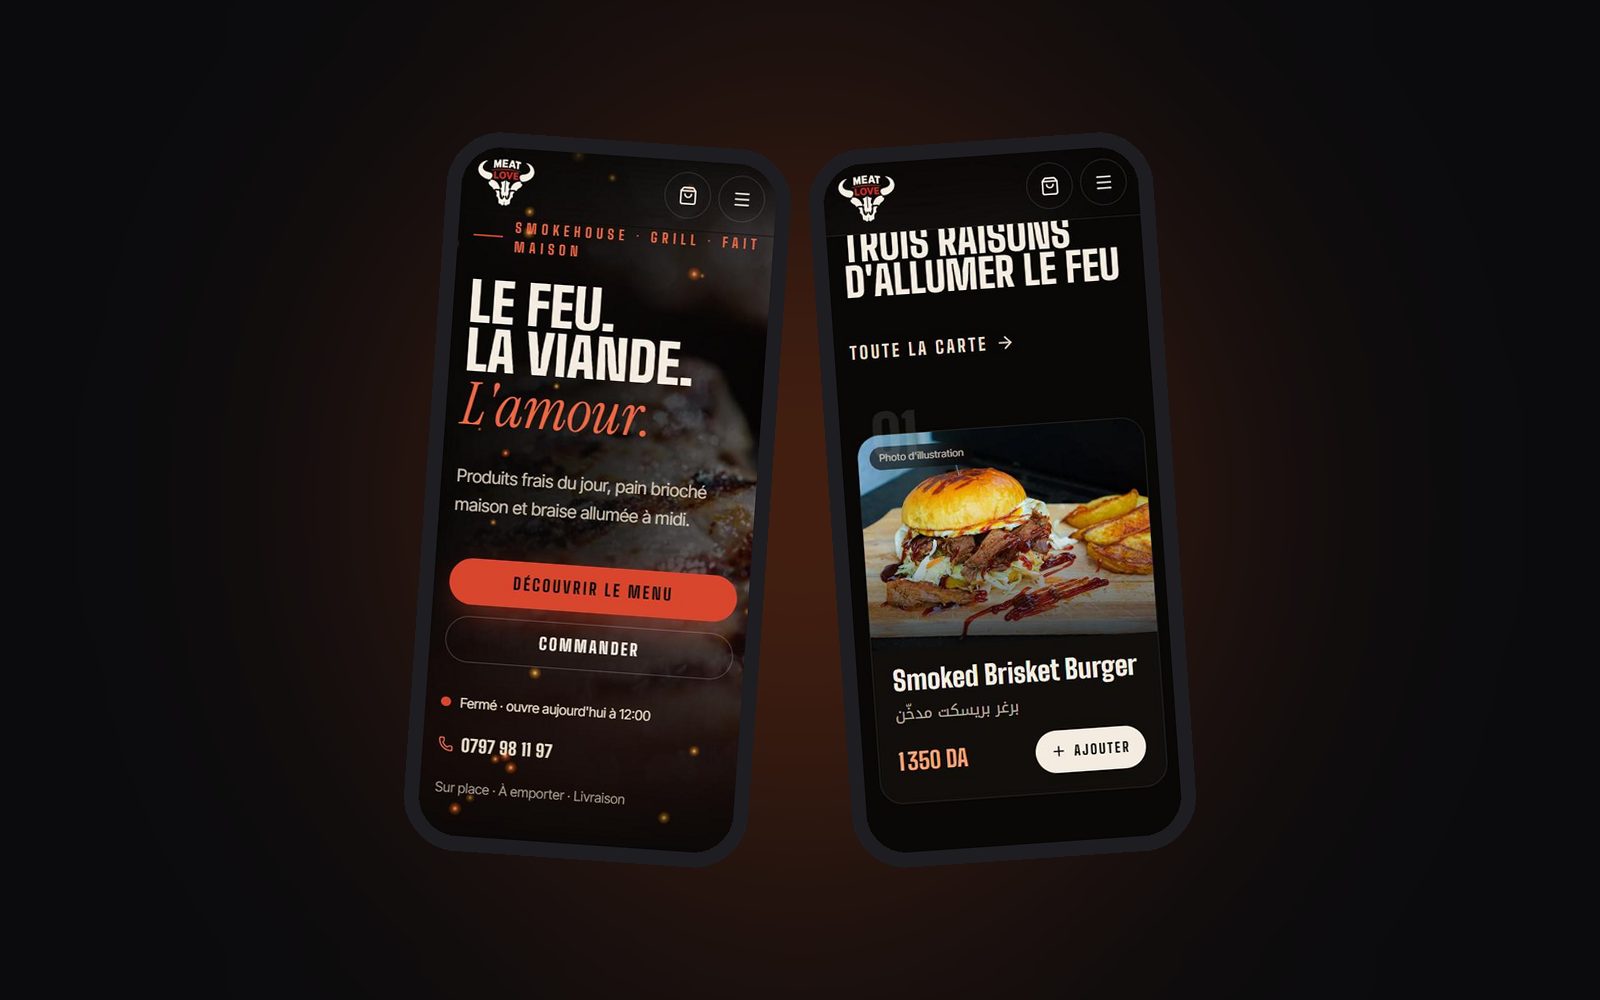 MEAT
LOVE
SMOKEHOUSE · GRILL · FAIT
MAISON
LE FEU.
LA VIANDE.
L'amour.
Produits frais du jour, pain brioché
maison et braise allumée à midi.
DÉCOUVRIR LE MENU
COMMANDER
Fermé · ouvre aujourd'hui à 12:00
0797 98 11 97
Sur place · À emporter · Livraison
MEAT
LOVE
TROIS RAISONS
D'ALLUMER LE FEU
TOUTE LA CARTE →
01
Photo d'illustration
Smoked Brisket Burger
برغر بريسكت مدخّن
1 350 DA
+ AJOUTER